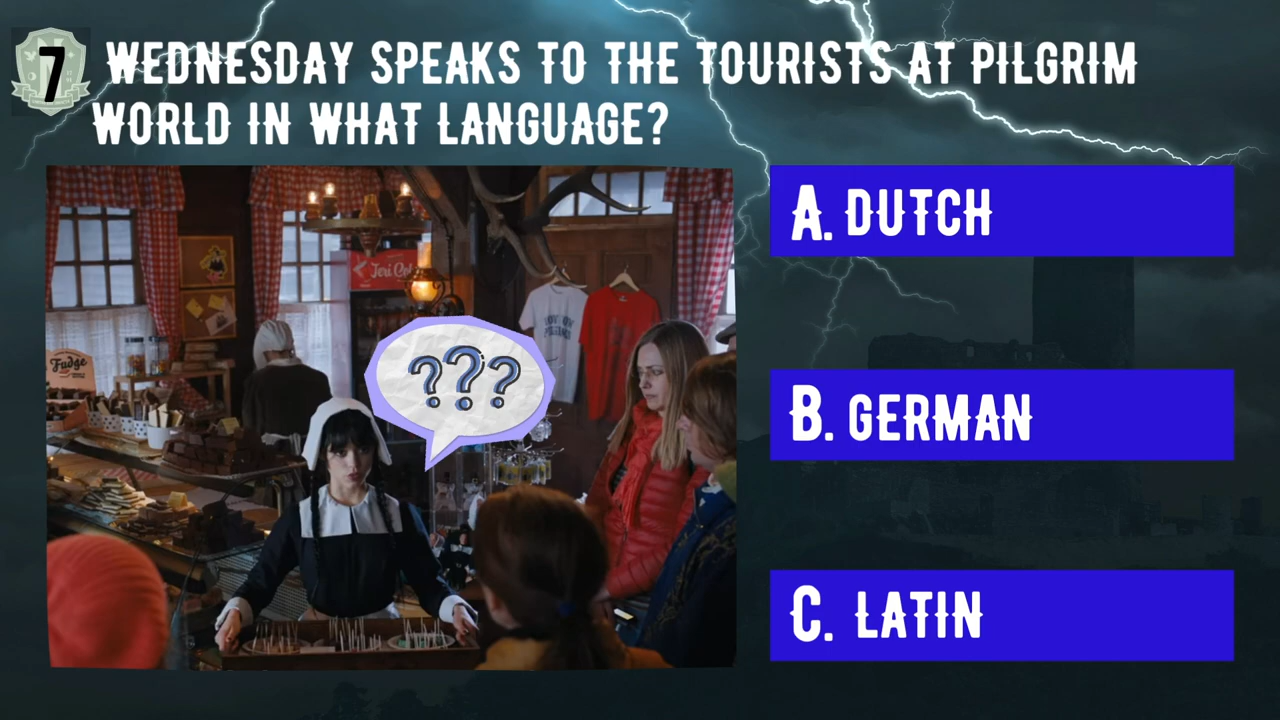 7
WEDNESDAY SPEAKS TO THE TOURISTS AT PILGRIM
WORLD IN WHAT LANGUAGE?
A. DUTCH
B. GERMAN
C. LATIN
???
Fudge